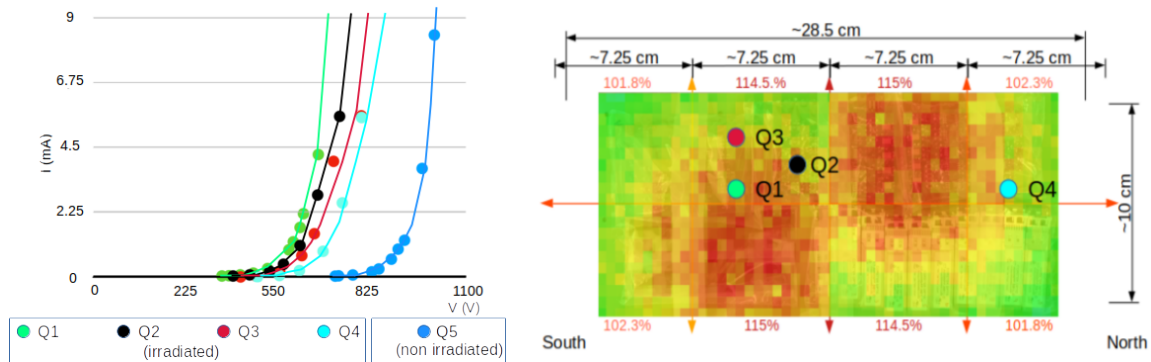 9
6.75
i (mA)
4.5
2.25
0
0 225 550 825 1100
V (V)
Q1 Q2 Q3 Q4 Q5
(irradiated) (non irradiated)
~28.5 cm
~7.25 cm ~7.25 cm ~7.25 cm ~7.25 cm
101.8% 114.5.% 115% 102.3%
Q3
Q2
Q1 Q4
~10 cm
102.3% 115% 114.5% 101.8%
South North